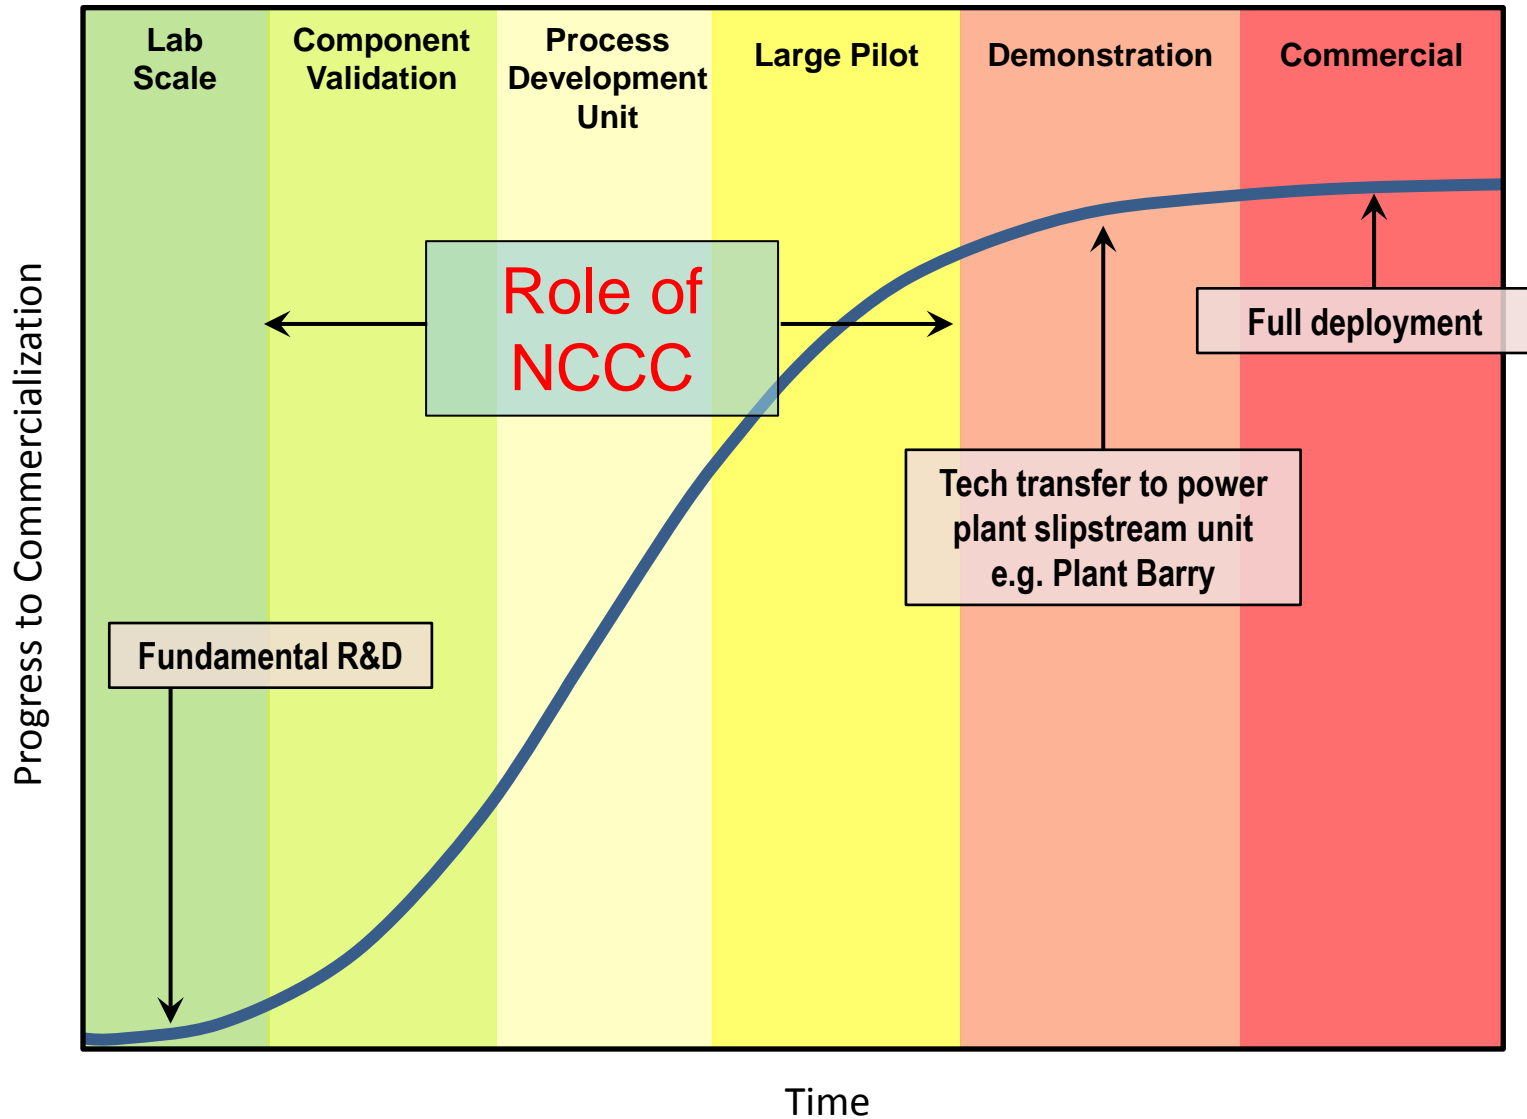 Lab
Scale
Component
Validation
Process
Development
Unit
Large Pilot
Demonstration
Commercial
Role of
NCCC
Full deployment
Tech transfer to power
plant slipstream unit
e.g. Plant Barry
Fundamental R&D
Progress to Commercialization
Time